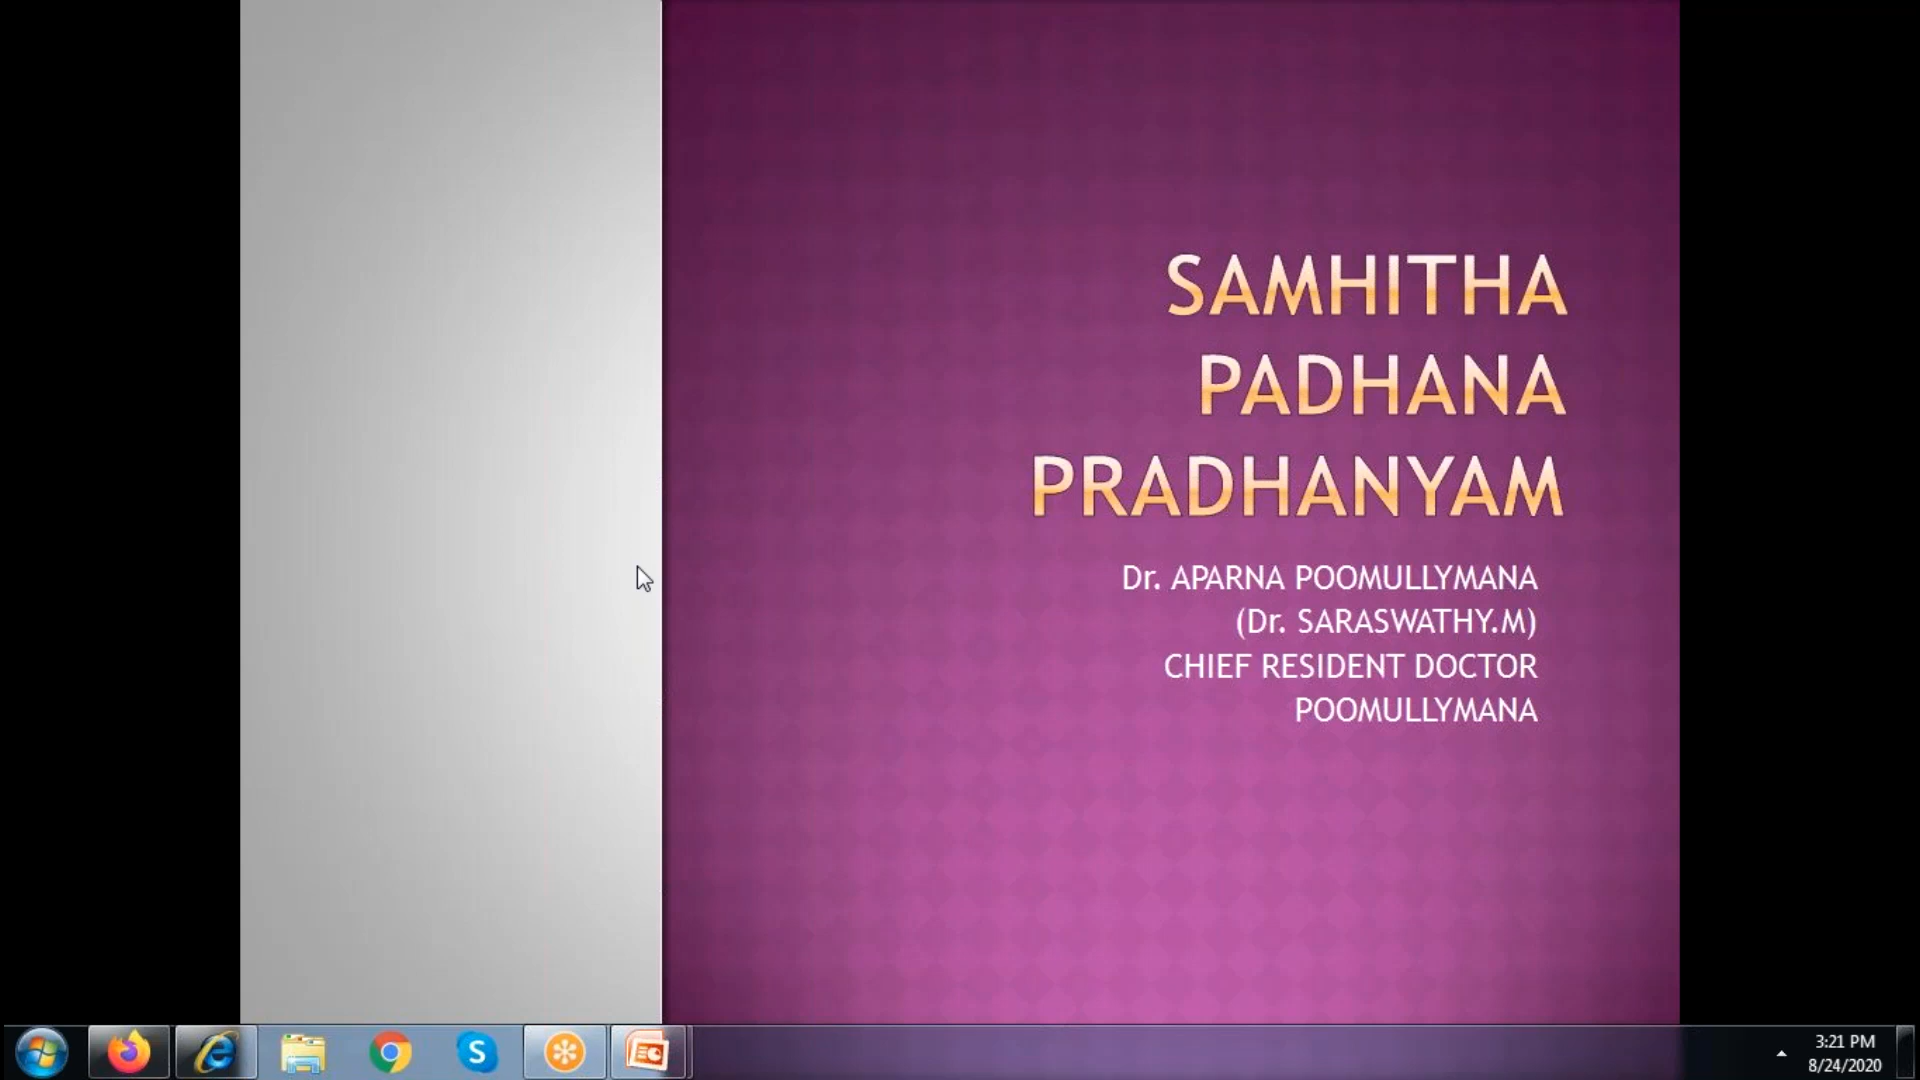 SAMHITHA
PADHANA
PRADHANYAM
Dr. APARNA POOMULLYMANA
(Dr. SARASWATHY.M)
CHIEF RESIDENT DOCTOR
POOMULLYMANA
3:21 PM
8/24/2020